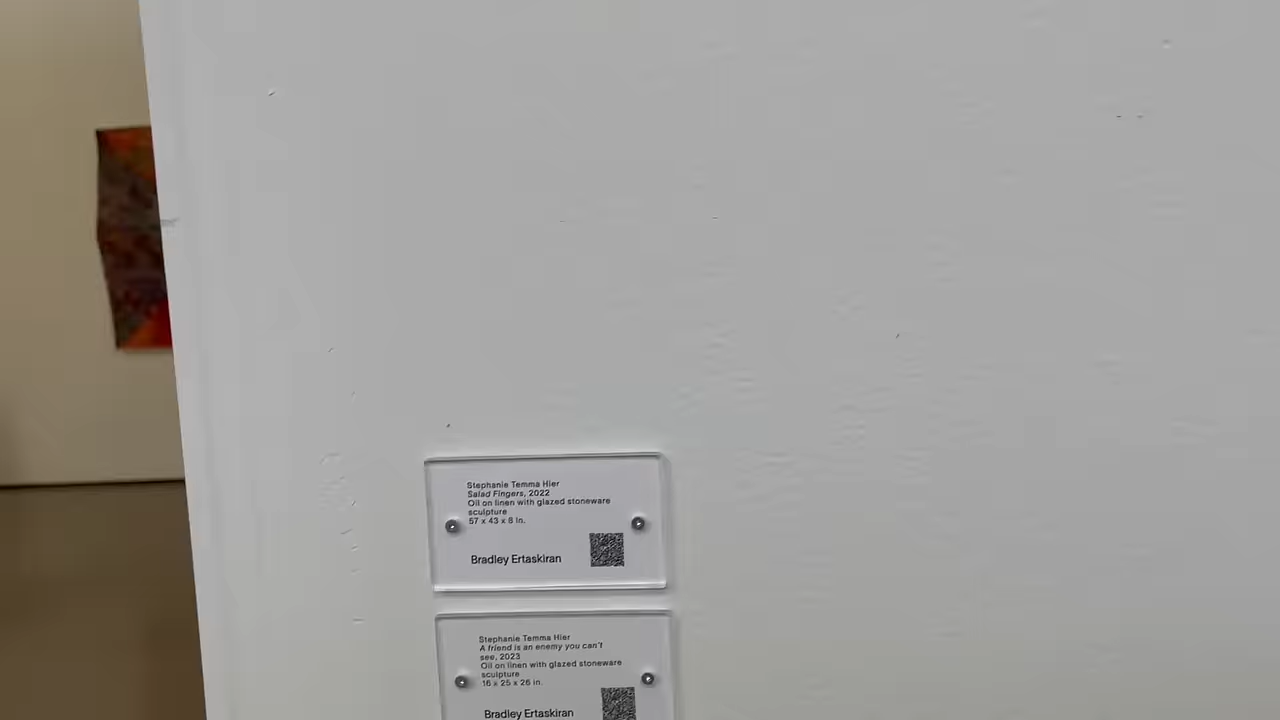 Stephanie Temma Hier
Salad Fingers, 2022
Oil on linen with glazed stoneware
sculpture
57 x 43 x 8 in.
Bradley Ertaskiran
Stephanie Temma Hier
A friend is an enemy you can't
see, 2023
Oil on linen with glazed stoneware
sculpture
16 x 25 x 26 in.
Bradley Ertaskiran